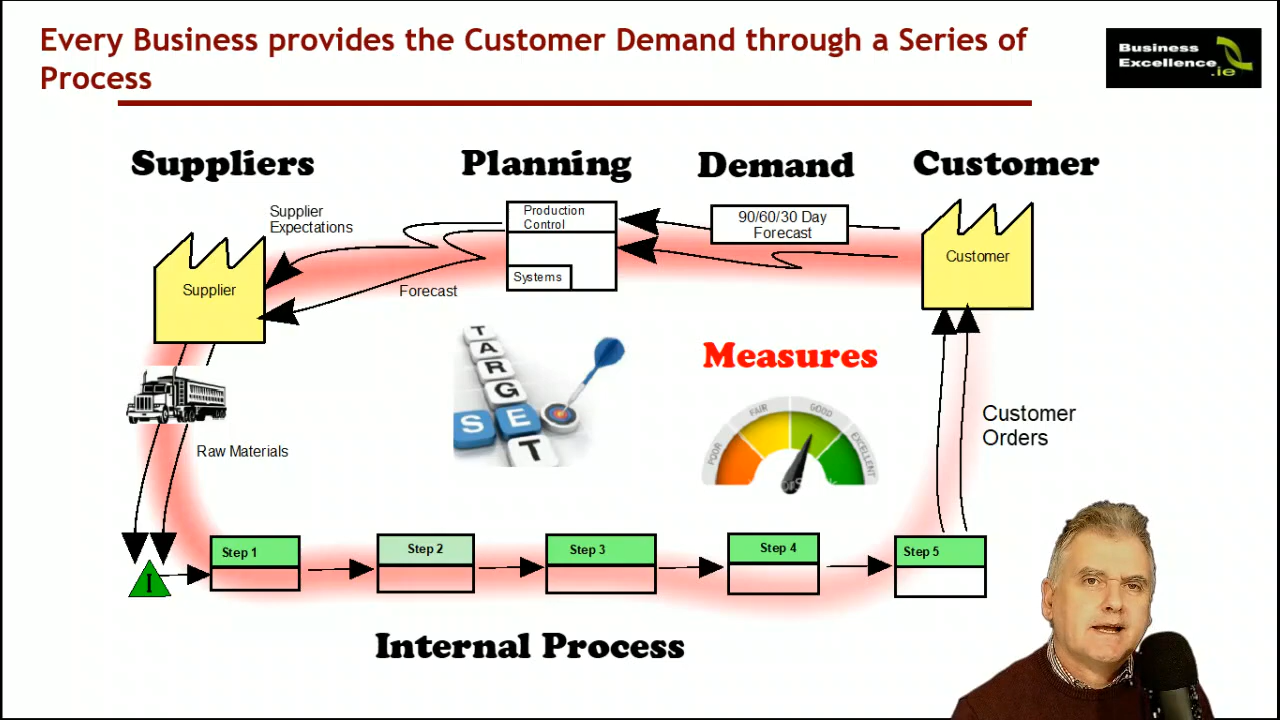 Every Business provides the Customer Demand through a Series of
Process
Business
Excellence
.ie
Suppliers
Planning
Demand
Customer
Supplier
Expectations
Production
Control
Systems
90/60/30 Day
Forecast
Customer
Supplier
Forecast
TARGET
SET
Measures
POOR
FAIR
GOOD
EXCELLENT
Customer
Orders
Raw Materials
I
Step 1
Step 2
Step 3
Step 4
Step 5
Internal Process